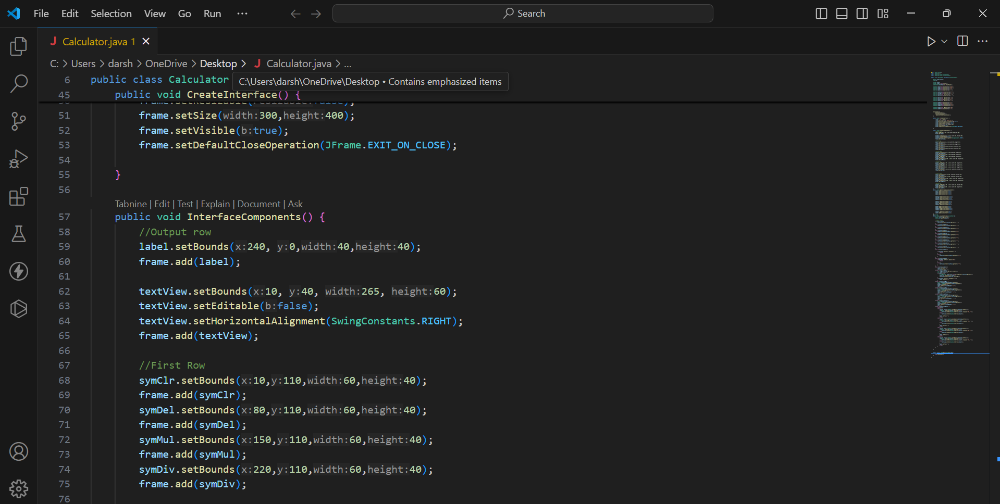 File Edit Selection View Go Run ··· Search
Calculator.java 1
C: > Users > darsh > OneDrive > Desktop > Calculator.java > ...
C:\Users\darsh\OneDrive\Desktop • Contains emphasized items
6 public class Calculator
45 public void CreateInterface() {
51 frame.setSize(width:300,height:400);
52 frame.setVisible(b:true);
53 frame.setDefaultCloseOperation(JFrame.EXIT_ON_CLOSE);
54
55 }
56
Tabnine | Edit | Test | Explain | Document | Ask
57 public void InterfaceComponents() {
58 //Output row
59 label.setBounds(x:240, y:0,width:40,height:40);
60 frame.add(label);
61
62 textView.setBounds(x:10, y:40, width:265, height:60);
63 textView.setEditable(b:false);
64 textView.setHorizontalAlignment(SwingConstants.RIGHT);
65 frame.add(textView);
66
67 //First Row
68 symClr.setBounds(x:10,y:110,width:60,height:40);
69 frame.add(symClr);
70 symDel.setBounds(x:80,y:110,width:60,height:40);
71 frame.add(symDel);
72 symMul.setBounds(x:150,y:110,width:60,height:40);
73 frame.add(symMul);
74 symDiv.setBounds(x:220,y:110,width:60,height:40);
75 frame.add(symDiv);
76